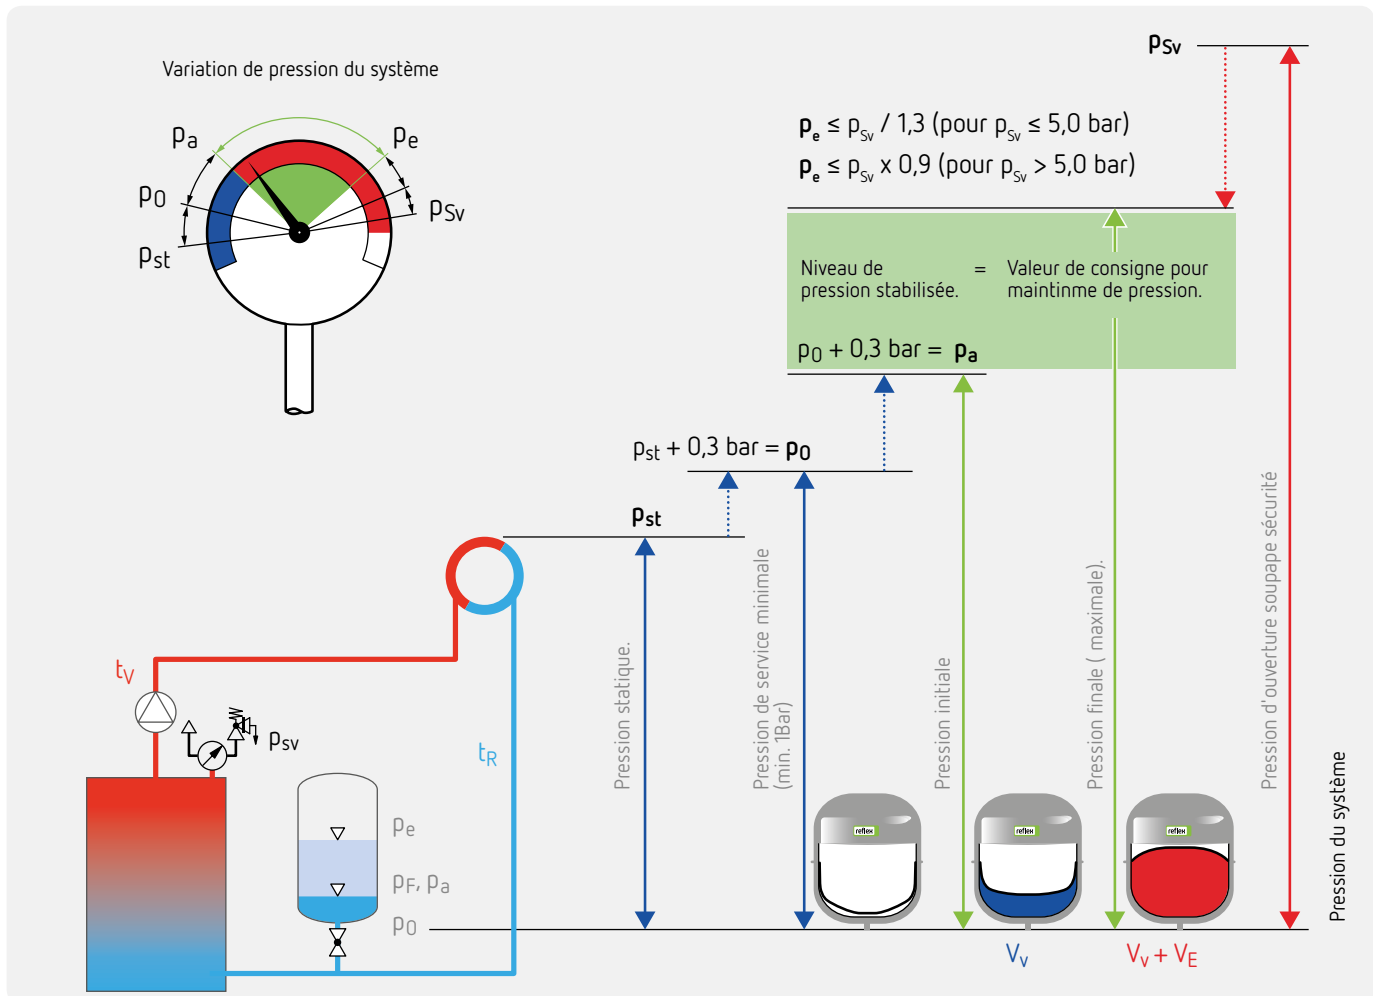 Variation de pression du système
pa
pe
p0
pSv
pst
pSv
pe ≤ pSv / 1,3 (pour pSv ≤ 5,0 bar)
pe ≤ pSv x 0,9 (pour pSv > 5,0 bar)
Niveau de
pression stabilisée.
=
Valeur de consigne pour
maintinme de pression.
p0 + 0,3 bar = pa
pst + 0,3 bar = p0
pst
Pression statique.
Pression de service minimale
(min. 1Bar)
Pression initiale
Pression finale ( maximale).
Pression d'ouverture soupape sécurité
Pression du système
tV
psv
tR
pe
pF, pa
p0
reflex
reflex
reflex
Vv
Vv + VE